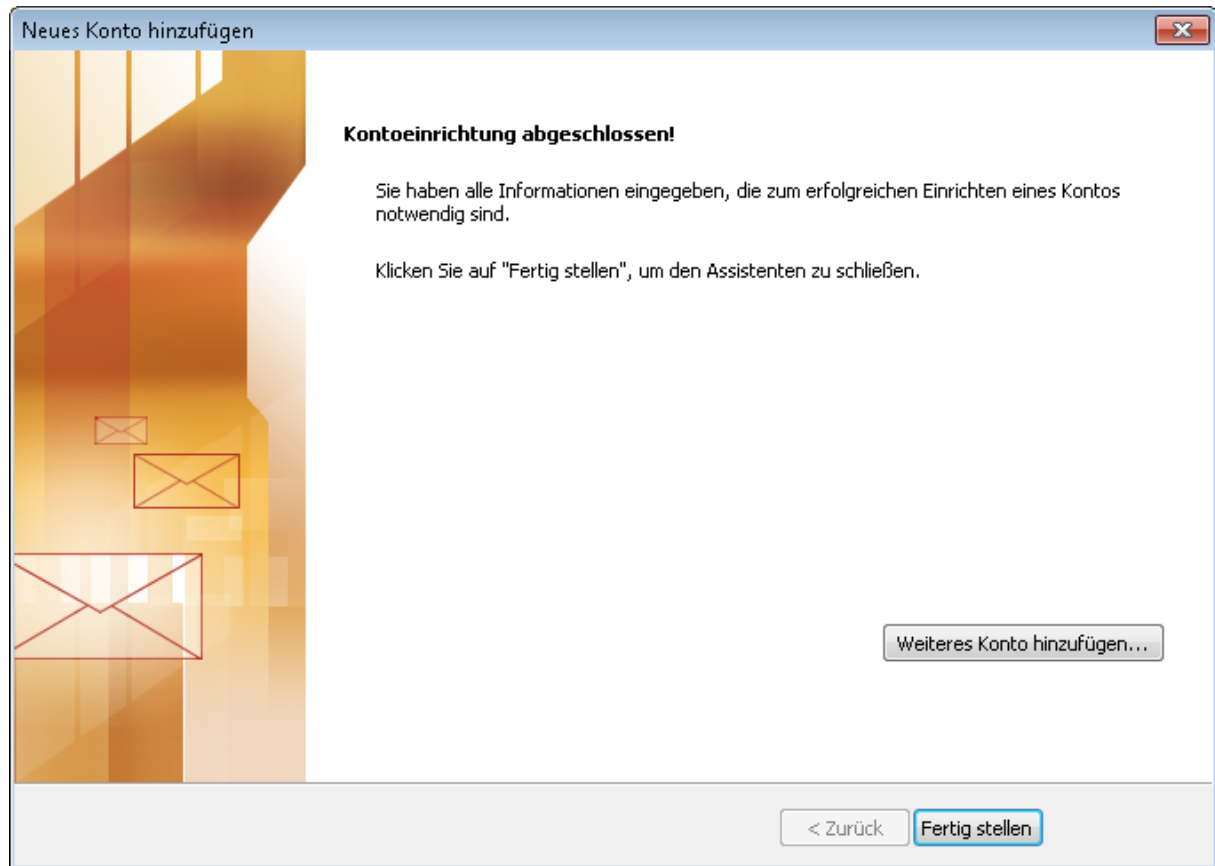 Neues Konto hinzufügen
Kontoeinrichtung abgeschlossen!
Sie haben alle Informationen eingegeben, die zum erfolgreichen Einrichten eines Kontos
notwendig sind.
Klicken Sie auf "Fertig stellen", um den Assistenten zu schließen.
Weiteres Konto hinzufügen...
< Zurück
Fertig stellen